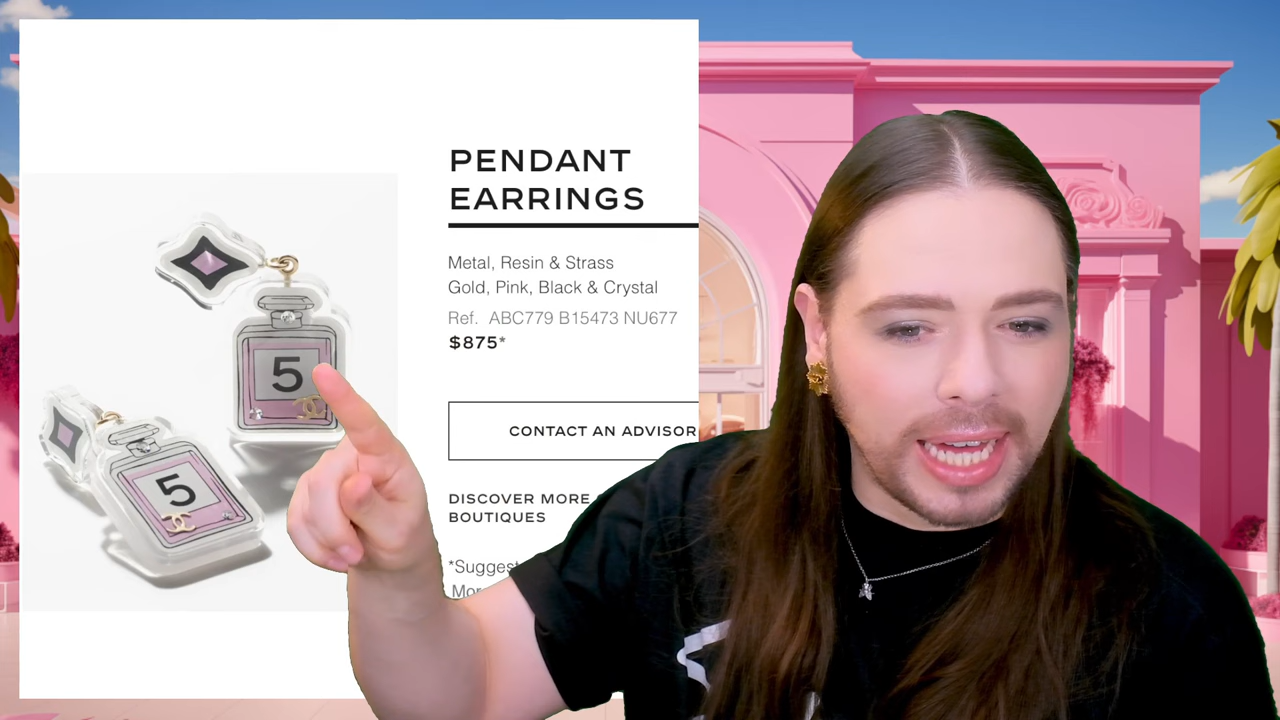 PENDANT
EARRINGS
Metal, Resin & Strass
Gold, Pink, Black & Crystal
Ref. ABC779 B15473 NU677
$875*
CONTACT AN ADVISOR
DISCOVER MORE
BOUTIQUES
5
5